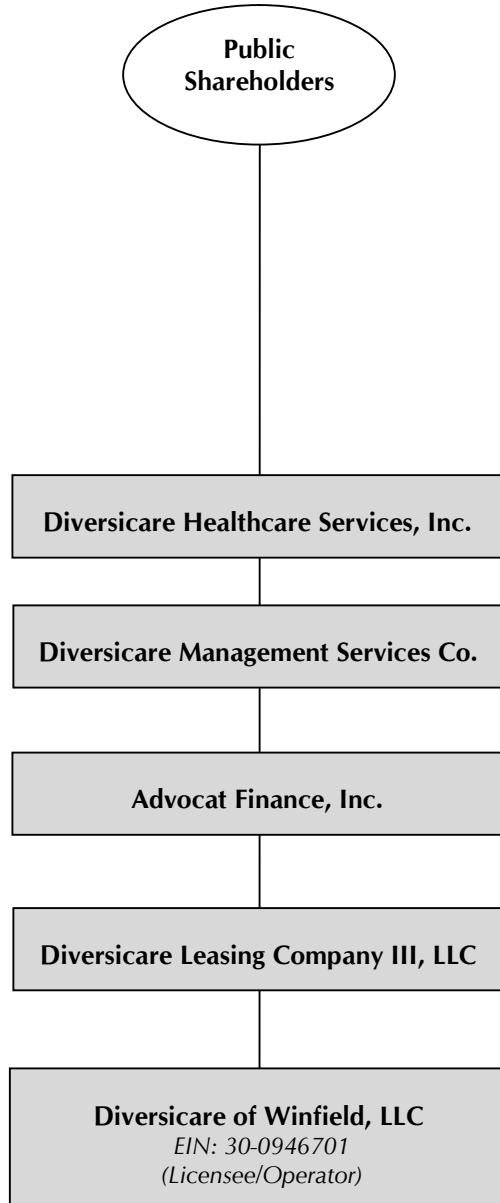 Public
Shareholders
Diversicare Healthcare Services, Inc.
Diversicare Management Services Co.
Advocat Finance, Inc.
Diversicare Leasing Company III, LLC
Diversicare of Winfield, LLC
EIN: 30-0946701
(Licensee/Operator)